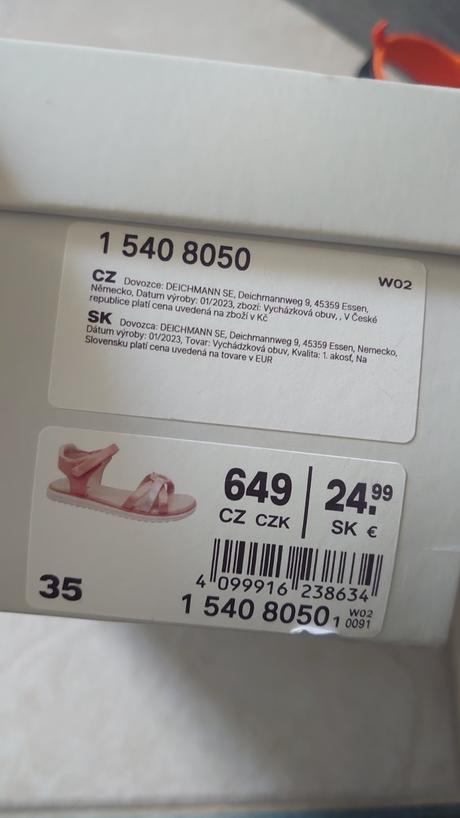 1 540 8050
W02
CZ Dovozce: DEICHMANN SE, Deichmannweg 9, 45359 Essen,
Německo, Datum výroby: 01/2023, zbozí: Vycházková obuv, , V České
republice platí cena uvedená na zboží v Kč
SK Dovozca: DEICHMANN SE, Deichmannweg 9, 45359 Essen, Nemecko,
Dátum výroby: 01/2023, Tovar: Vychádzková obuv, Kvalita: 1. akosť, Na
Slovensku platí cena uvedená na tovare v EUR
649
CZ CZK
24.99
SK €
4 099916 238634
35
1 540 8050 1
W02
0091